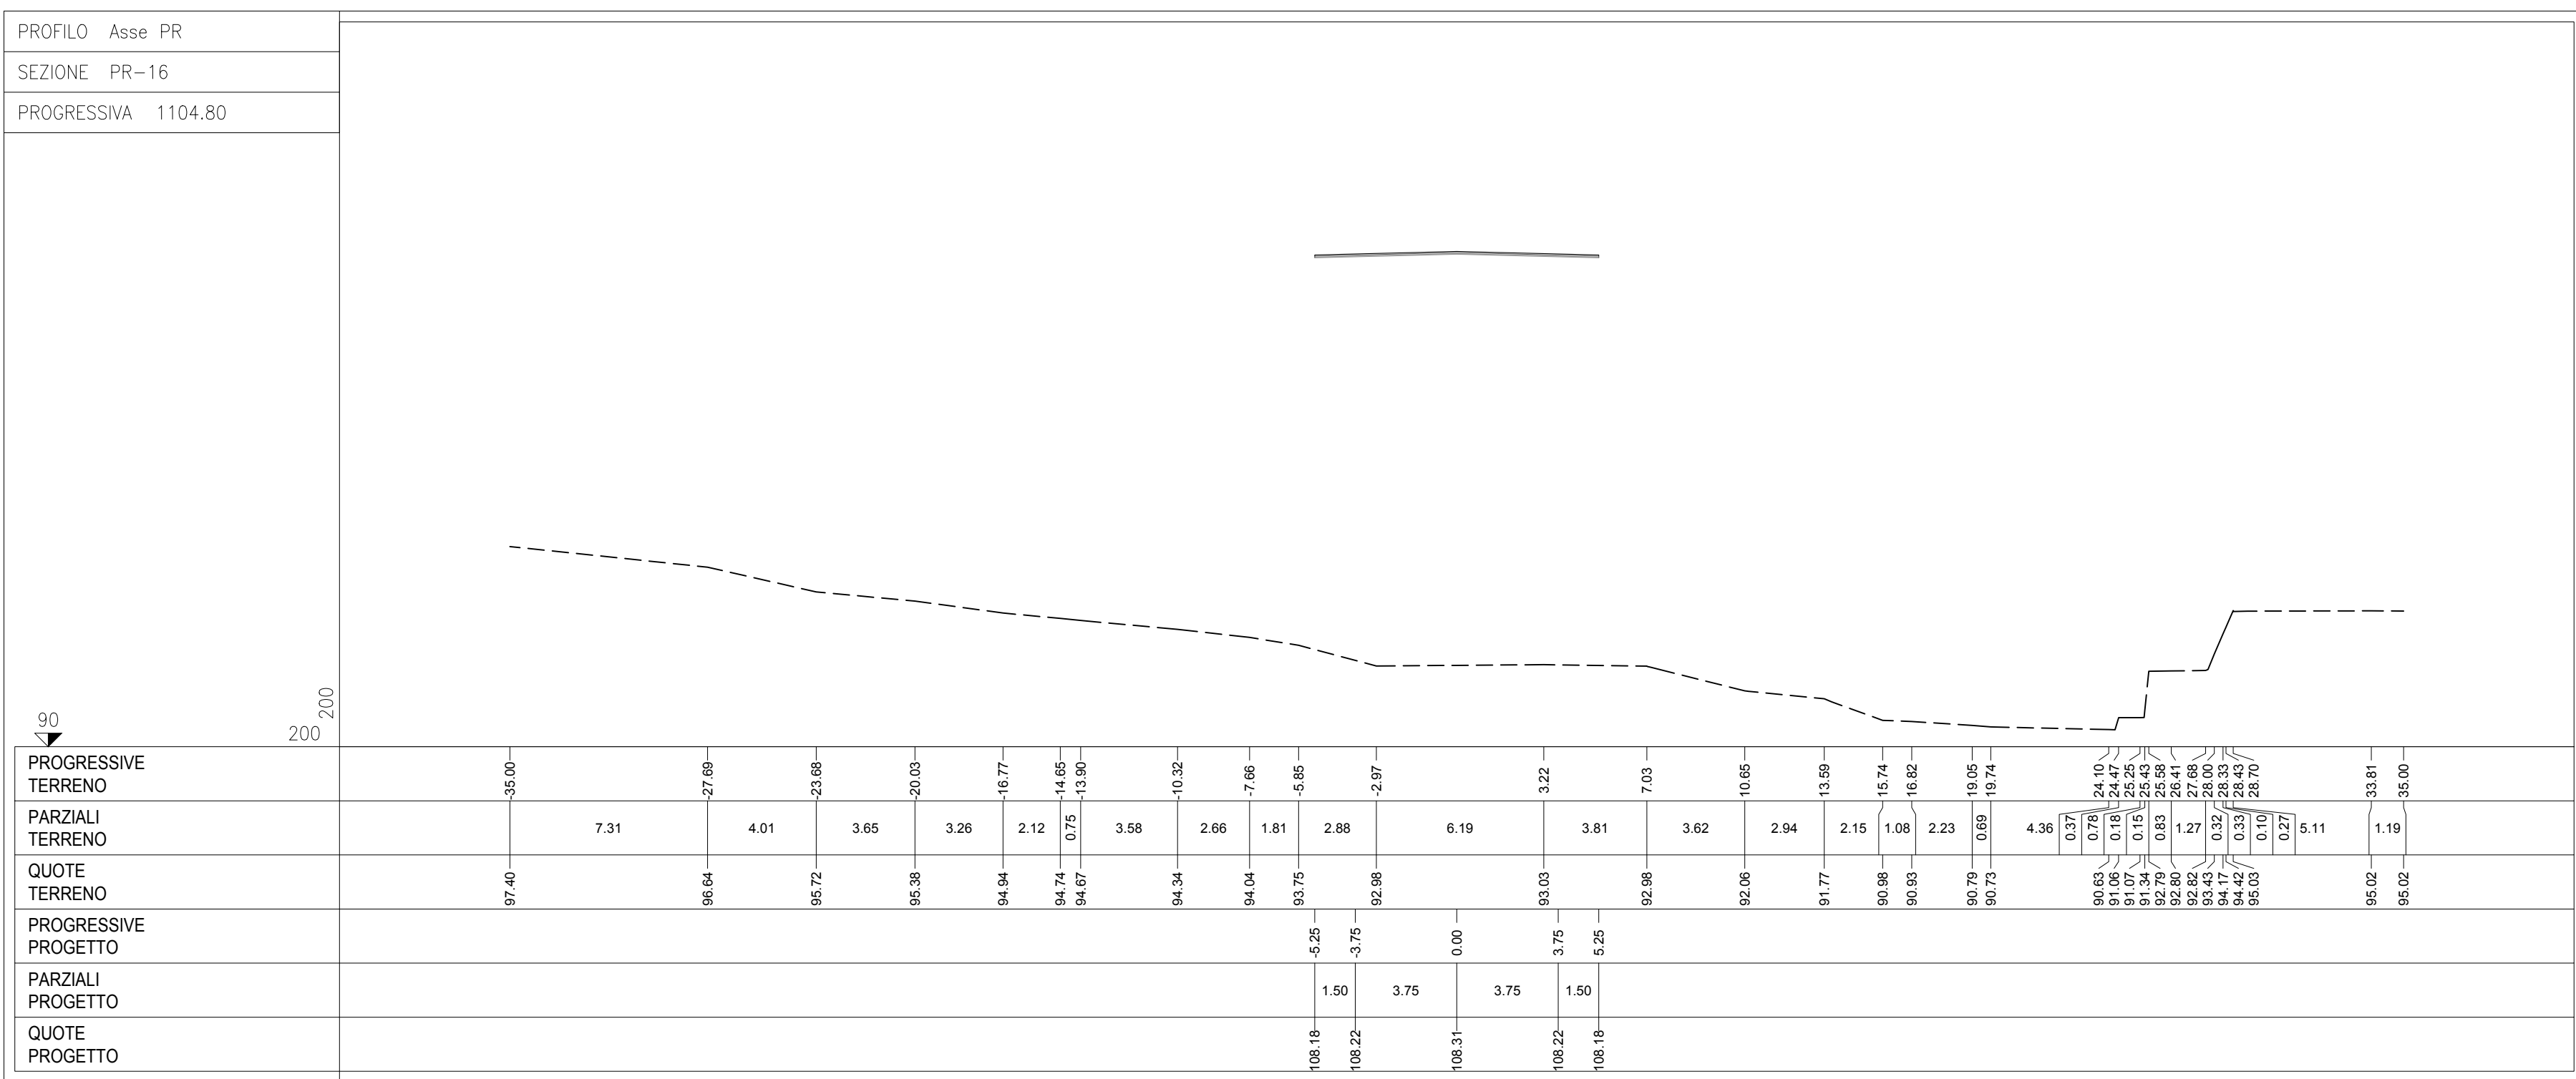 PROFILO Asse PR
SEZIONE PR-16
PROGRESSIVA 1104.80
200
90
200
PROGRESSIVE
TERRENO
-35.00 -27.69 -23.68 -20.03 -16.77 -14.65 -13.90 -10.32 -7.66 -5.85 -2.97 3.22 7.03 10.65 13.59 15.74 16.82 19.05 19.74 24.10 24.47 25.25 25.43 25.58 26.41 27.68 28.00 28.33 28.43 28.70 33.81 35.00
PARZIALI
TERRENO
7.31 4.01 3.65 3.26 2.12 0.75 3.58 2.66 1.81 2.88 6.19 3.81 3.62 2.94 2.15 1.08 2.23 0.69 4.36 0.37 0.78 0.18 0.15 0.83 1.27 0.32 0.33 0.10 0.27 5.11 1.19
QUOTE
TERRENO
97.40 96.64 95.72 95.38 94.94 94.74 94.67 94.34 94.04 93.75 92.98 93.03 92.98 92.06 91.77 90.98 90.93 90.79 90.73 90.63 91.06 91.07 91.34 92.79 92.80 92.82 93.43 94.17 94.42 95.03 95.02 95.02
PROGRESSIVE
PROGETTO
-5.25 -3.75 0.00 3.75 5.25
PARZIALI
PROGETTO
1.50 3.75 3.75 1.50
QUOTE
PROGETTO
108.18 108.22 108.31 108.22 108.18